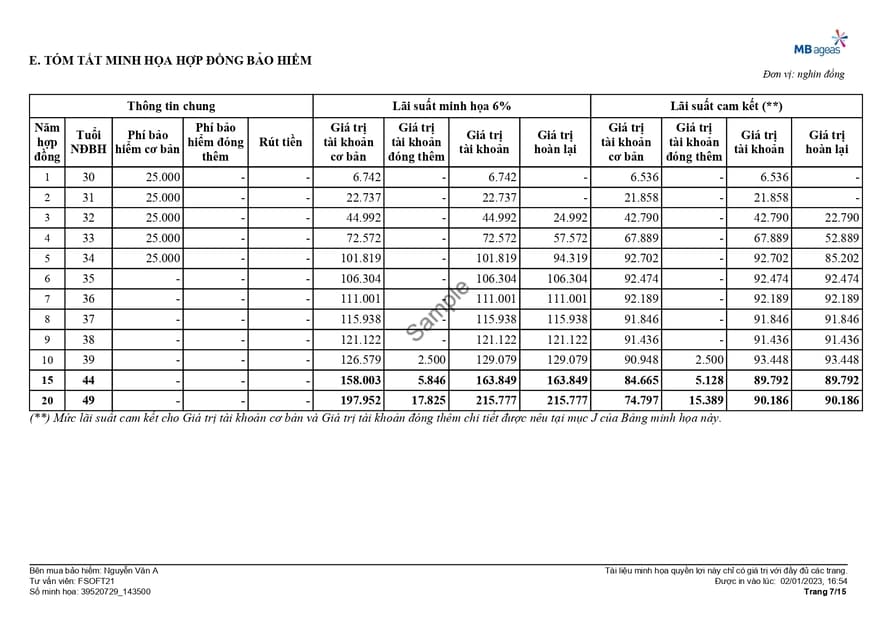 MB ageas
E. TÓM TẮT MINH HỌA HỢP ĐỒNG BẢO HIỂM
Đơn vị: nghìn đồng
Thông tin chung Lãi suất minh họa 6% Lãi suất cam kết (**)
Năm hợp đồng Tuổi NĐBH Phí bảo hiểm cơ bản Phí bảo hiểm đóng thêm Rút tiền Giá trị tài khoản cơ bản Giá trị tài khoản đóng thêm Giá trị tài khoản Giá trị hoàn lại Giá trị tài khoản cơ bản Giá trị tài khoản đóng thêm Giá trị tài khoản Giá trị hoàn lại
1 30 25.000 - - 6.742 - 6.742 - 6.536 - 6.536 -
2 31 25.000 - - 22.737 - 22.737 - 21.858 - 21.858 -
3 32 25.000 - - 44.992 - 44.992 24.992 42.790 - 42.790 22.790
4 33 25.000 - - 72.572 - 72.572 57.572 67.889 - 67.889 52.889
5 34 25.000 - - 101.819 - 101.819 94.319 92.702 - 92.702 85.202
6 35 - - - 106.304 - 106.304 106.304 92.474 - 92.474 92.474
7 36 - - - 111.001 - 111.001 111.001 92.189 - 92.189 92.189
8 37 - - - 115.938 - 115.938 115.938 91.846 - 91.846 91.846
9 38 - - - 121.122 - 121.122 121.122 91.436 - 91.436 91.436
10 39 - - - 126.579 2.500 129.079 129.079 90.948 2.500 93.448 93.448
15 44 - - - 158.003 5.846 163.849 163.849 84.665 5.128 89.792 89.792
20 49 - - - 197.952 17.825 215.777 215.777 74.797 15.389 90.186 90.186
Sample
(**) Mức lãi suất cam kết cho Giá trị tài khoản cơ bản và Giá trị tài khoản đóng thêm chi tiết được nêu tại mục J của Bảng minh họa này.
Bên mua bảo hiểm: Nguyễn Văn A
Tư vấn viên: FSOFT21
Số minh họa: 39520729_143500
Tài liệu minh họa quyền lợi này chỉ có giá trị với đầy đủ các trang.
Được in vào lúc: 02/01/2023, 16:54
Trang 7/15